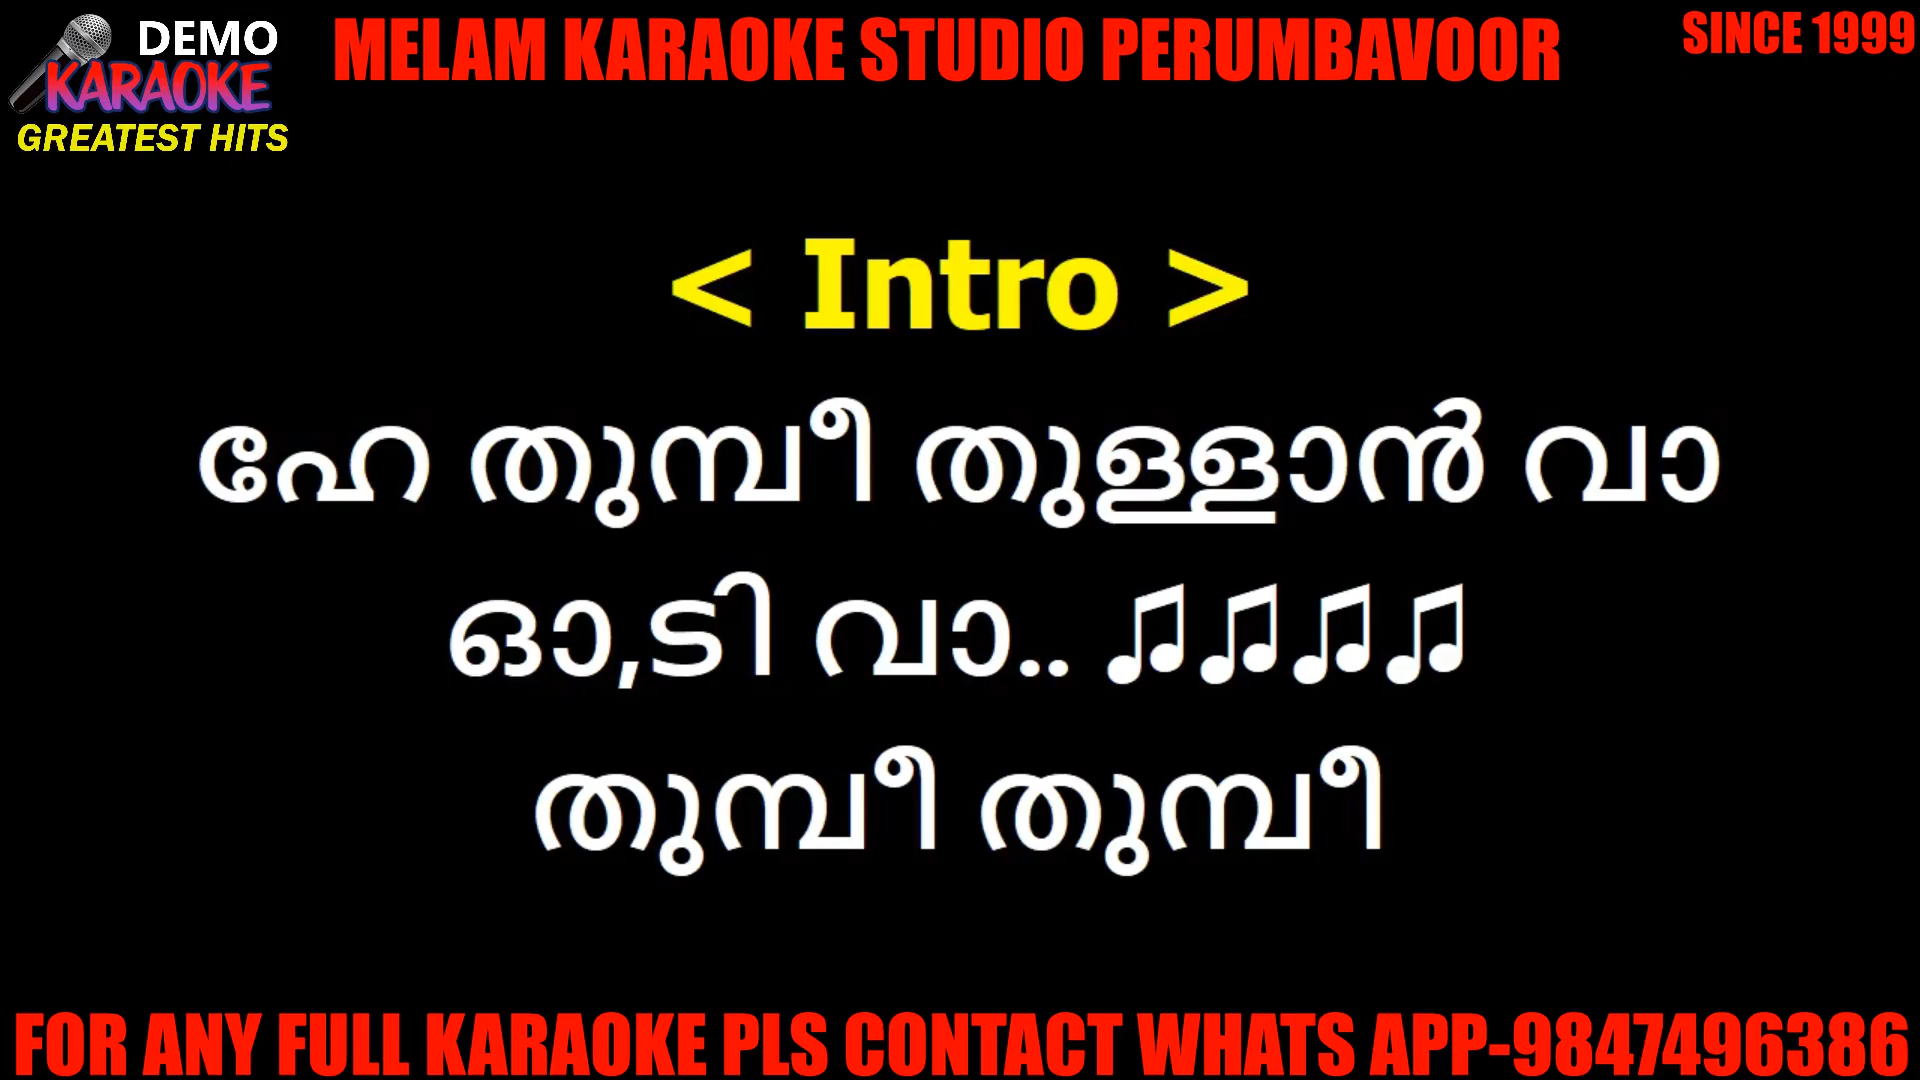 DEMO
KARAOKE
GREATEST HITS
MELAM KARAOKE STUDIO PERUMBAVOOR
SINCE 1999
< Intro >
ഹേ തുമ്പീ തുള്ളാൻ വാ
ഓ,ടി വാ.. ♫♫♫♫
തുമ്പീ തുമ്പീ
FOR ANY FULL KARAOKE PLS CONTACT WHATS APP-9847496386